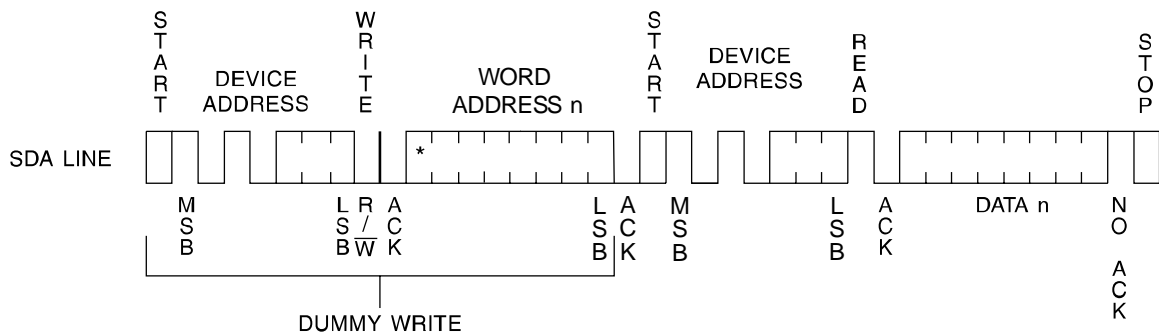 START
WRITE
START
READ
STOP
DEVICE
ADDRESS
WORD
ADDRESS n
DEVICE
ADDRESS
SDA LINE
*
MSB
LSB
R/W
ACK
LSB
ACK
MSB
LSB
ACK
DATA n
NO ACK
DUMMY WRITE